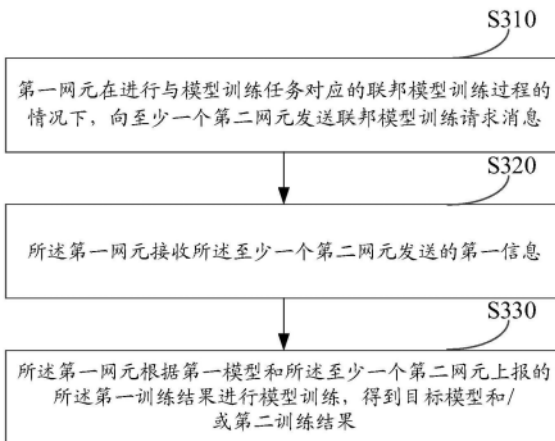 S310
第一网元在进行与模型训练任务对应的联邦模型训练过程的
情况下，向至少一个第二网元发送联邦模型训练请求消息
S320
所述第一网元接收所述至少一个第二网元发送的第一信息
S330
所述第一网元根据第一模型和所述至少一个第二网元上报的
所述第一训练结果进行模型训练，得到目标模型和/
或第二训练结果